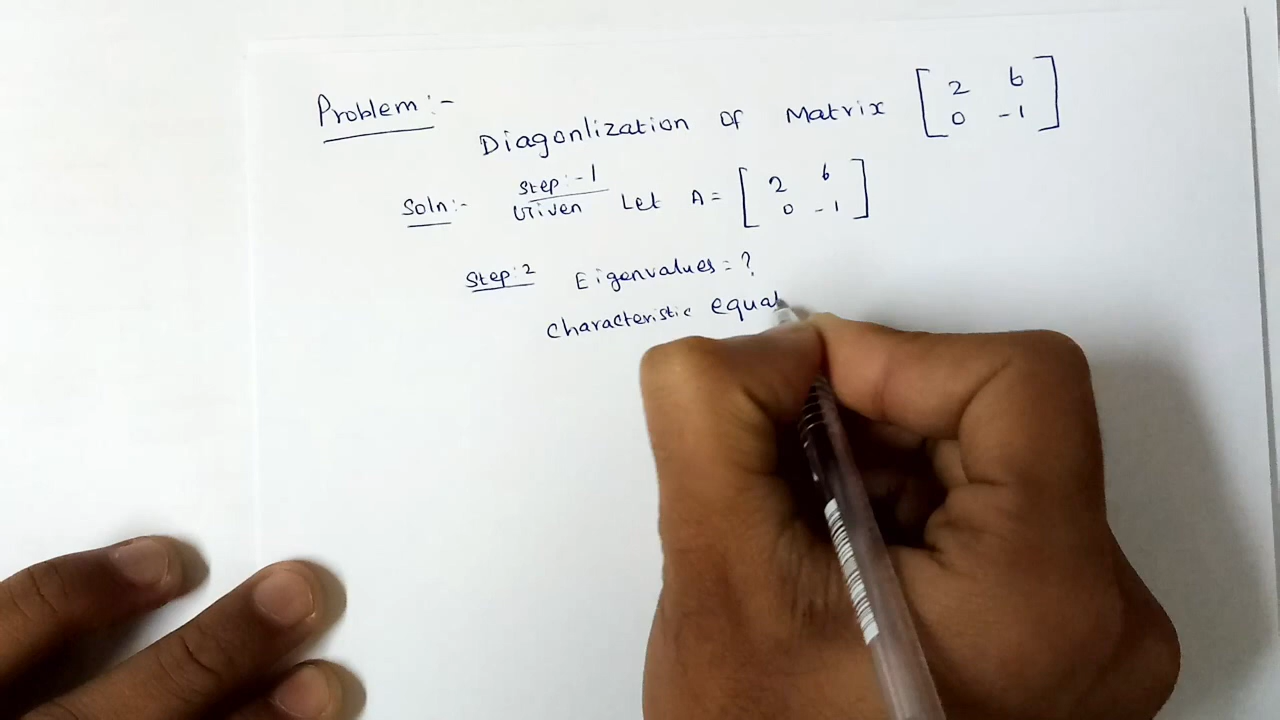 Problem:-
Diagonlization Of Matrix [2 6
0 -1]
Step:-1
Soln:- Given Let A = [2 6
0 -1]
Step:2 Eigenvalues = ?
Characteristic equat